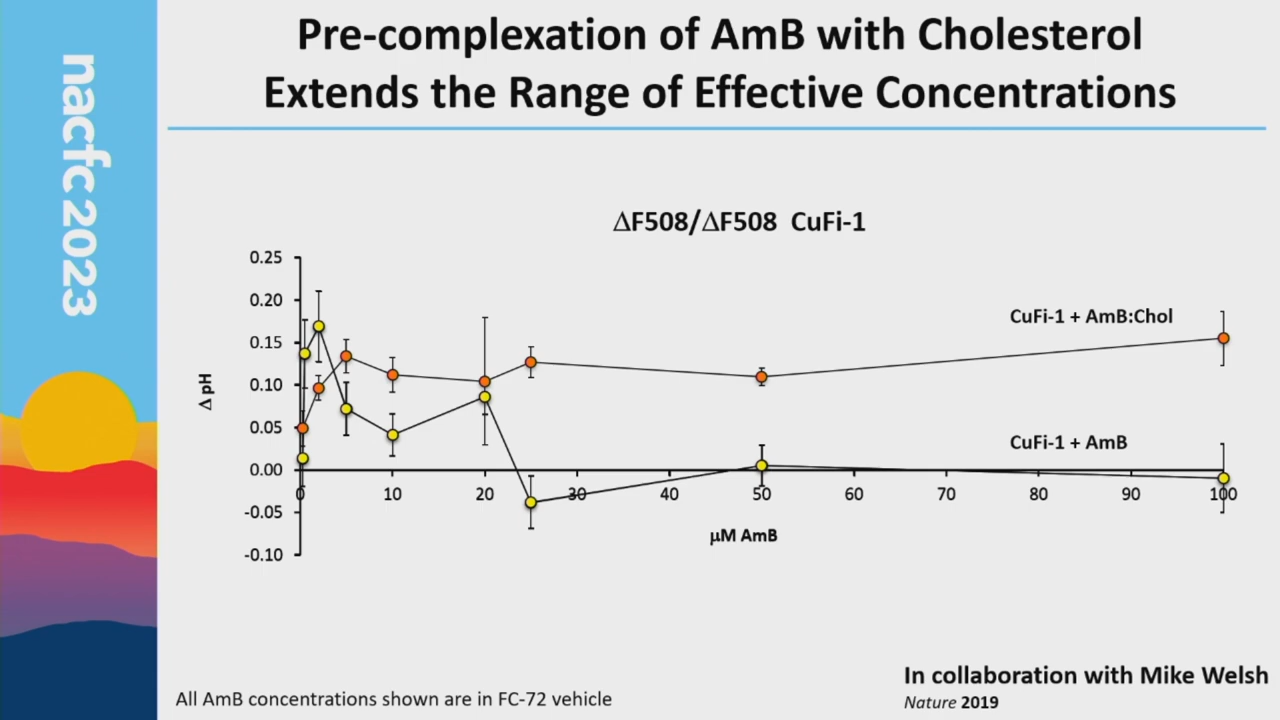 nacfc 2023
Pre-complexation of AmB with Cholesterol
Extends the Range of Effective Concentrations
ΔF508/ΔF508 CuFi-1
0.25
0.20
0.15
0.10
0.05
0.00
-0.05
-0.10
Δ pH
CuFi-1 + AmB:Chol
CuFi-1 + AmB
0 10 20 30 40 50 60 70 80 90 100
μM AmB
All AmB concentrations shown are in FC-72 vehicle
In collaboration with Mike Welsh
Nature 2019